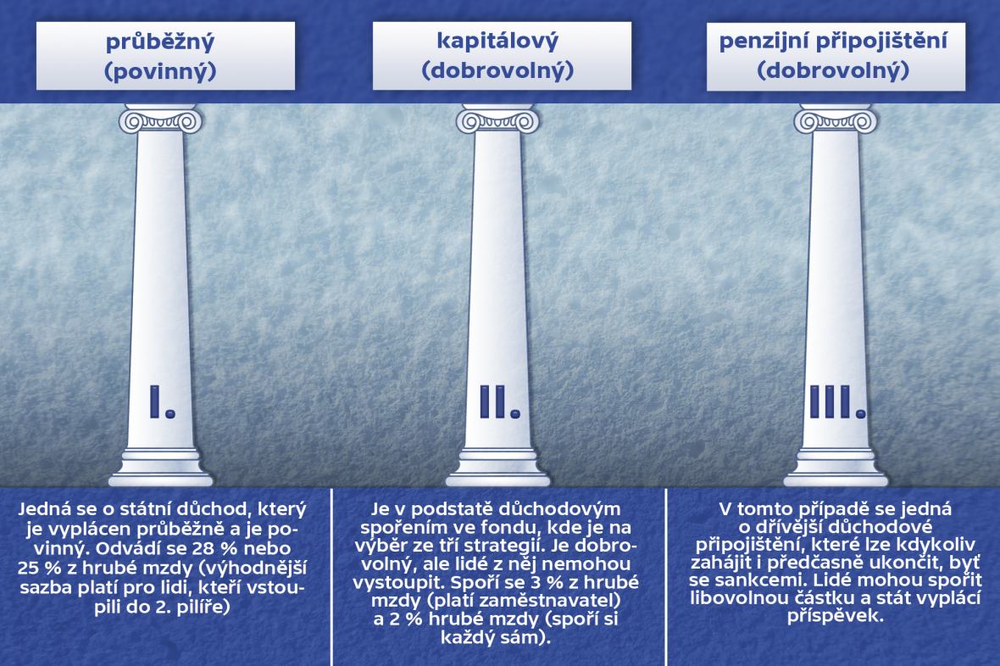 průběžný
(povinný)
kapitálový
(dobrovolný)
penzijní připojištění
(dobrovolný)
I.
II.
III.
Jedná se o státní důchod, který
je vyplácen průběžně a je po-
vinný. Odvádí se 28 % nebo
25 % z hrubé mzdy (výhodnější
sazba platí pro lidi, kteří vstou-
pili do 2. pilíře)
Je v podstatě důchodovým
spořením ve fondu, kde je na
výběr ze tří strategií. Je dobro-
volný, ale lidé z něj nemohou
vystoupit. Spoří se 3 % z hrubé
mzdy (platí zaměstnavatel)
a 2 % hrubé mzdy (spoří si
každý sám).
V tomto případě se jedná
o dřívější důchodové
připojištění, které lze kdykoliv
zahájit i předčasně ukončit, byť
se sankcemi. Lidé mohou spořit
libovolnou částku a stát vyplácí
příspěvek.